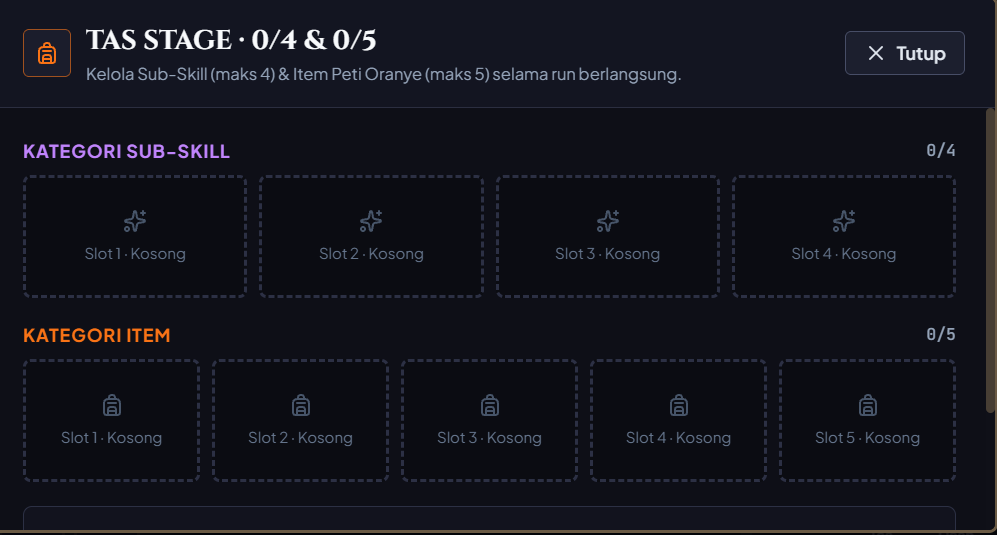 TAS STAGE · 0/4 & 0/5
Kelola Sub-Skill (maks 4) & Item Peti Oranye (maks 5) selama run berlangsung.
Tutup
KATEGORI SUB-SKILL
0/4
Slot 1 · Kosong
Slot 2 · Kosong
Slot 3 · Kosong
Slot 4 · Kosong
KATEGORI ITEM
0/5
Slot 1 · Kosong
Slot 2 · Kosong
Slot 3 · Kosong
Slot 4 · Kosong
Slot 5 · Kosong